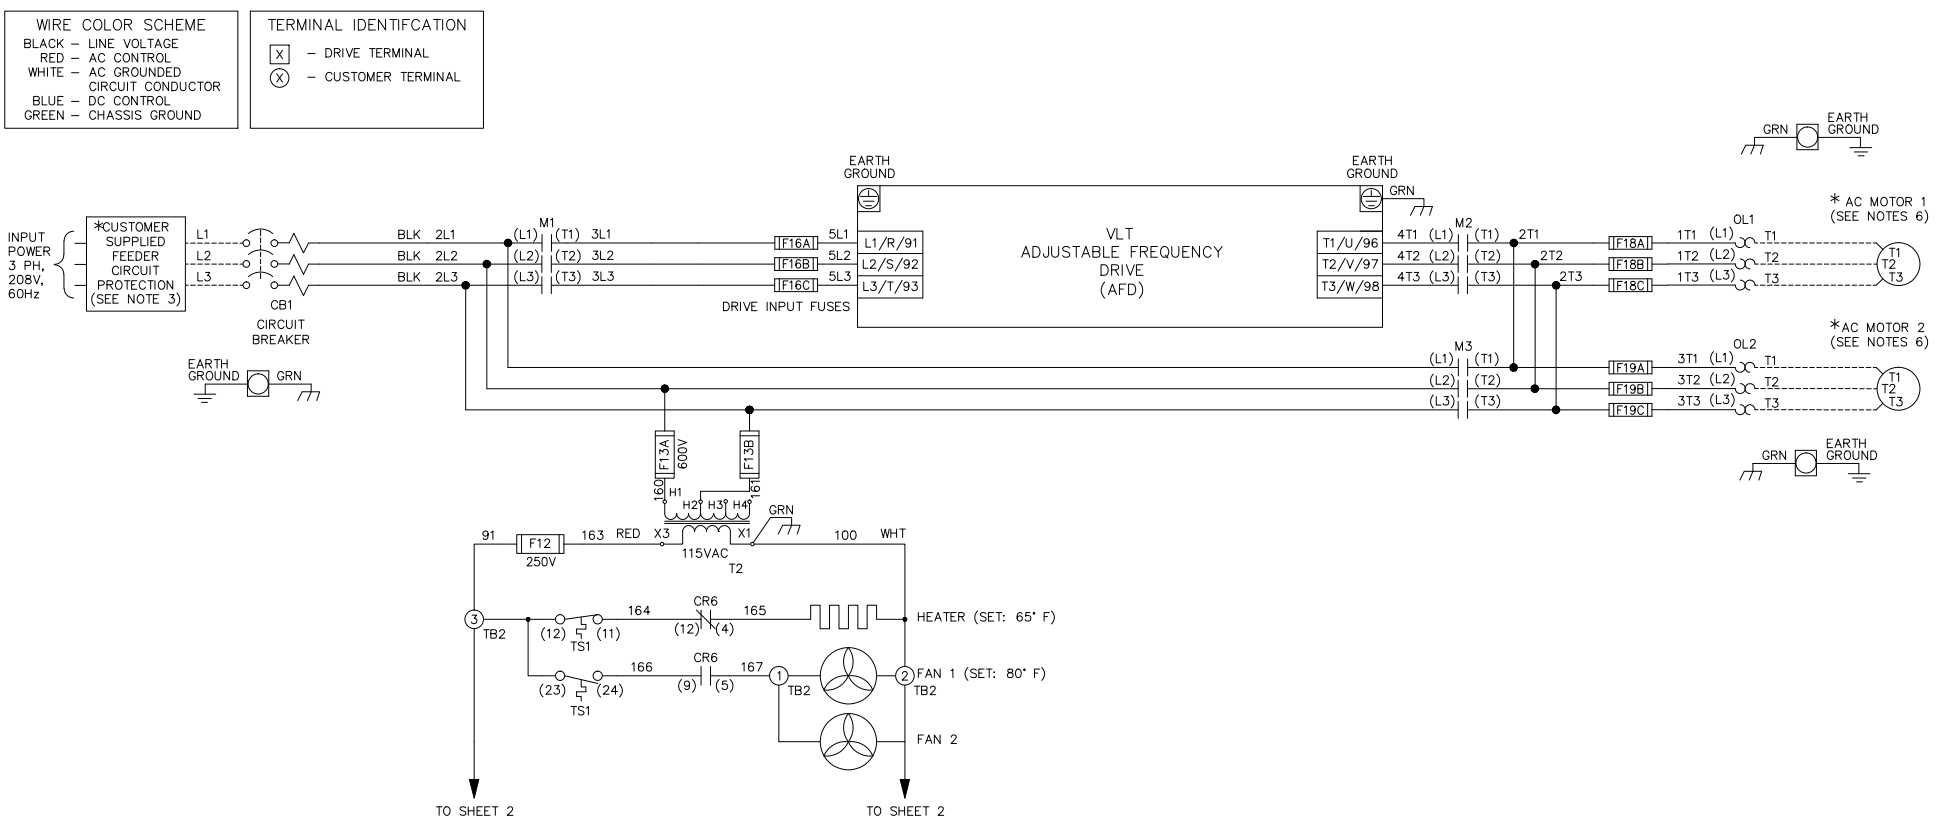 WIRE COLOR SCHEME
BLACK – LINE VOLTAGE
RED – AC CONTROL
WHITE – AC GROUNDED
CIRCUIT CONDUCTOR
BLUE – DC CONTROL
GREEN – CHASSIS GROUND
TERMINAL IDENTIFCATION
X – DRIVE TERMINAL
X – CUSTOMER TERMINAL
GRN
EARTH
GROUND
EARTH
GROUND
EARTH
GROUND
GRN
INPUT
POWER
3 PH,
208V,
60Hz
*CUSTOMER
SUPPLIED
FEEDER
CIRCUIT
PROTECTION
(SEE NOTE 3)
L1
L2
L3
CB1
CIRCUIT
BREAKER
BLK 2L1
BLK 2L2
BLK 2L3
M1
(L1) (T1) 3L1
(L2) (T2) 3L2
(L3) (T3) 3L3
F16A 5L1
F16B 5L2
F16C 5L3
DRIVE INPUT FUSES
L1/R/91
L2/S/92
L3/T/93
VLT
ADJUSTABLE FREQUENCY
DRIVE
(AFD)
T1/U/96
T2/V/97
T3/W/98
M2
4T1 (L1) (T1) 2T1
4T2 (L2) (T2) 2T2
4T3 (L3) (T3) 2T3
F18A
F18B
F18C
OL1
1T1 (L1) T1
1T2 (L2) T2
1T3 (L3) T3
* AC MOTOR 1
(SEE NOTES 6)
T1
T2
T3
EARTH
GROUND
GRN
M3
(L1) (T1)
(L2) (T2)
(L3) (T3)
F19A
F19B
F19C
OL2
3T1 (L1) T1
3T2 (L2) T2
3T3 (L3) T3
*AC MOTOR 2
(SEE NOTES 6)
T1
T2
T3
GRN
EARTH
GROUND
F13A
600V
F13B
160
161
H1
H2
H3
H4
GRN
91
F12
250V
163
RED
X3
X1
115VAC
T2
100
WHT
3
TB2
(12)
(11)
TS1
164
CR6
(12)
(4)
165
HEATER (SET: 65° F)
(23)
(24)
TS1
166
CR6
(9)
(5)
167
1
TB2
2
TB2
FAN 1 (SET: 80° F)
FAN 2
TO SHEET 2
TO SHEET 2